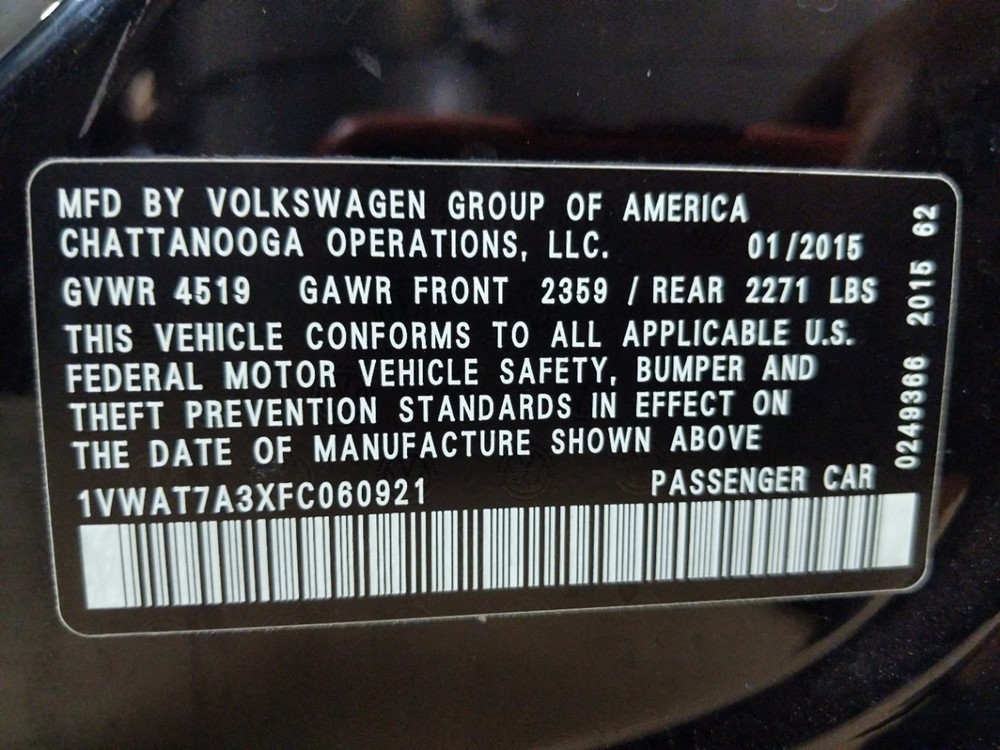 MFD BY VOLKSWAGEN GROUP OF AMERICA
CHATTANOOGA OPERATIONS, LLC. 01/2015
GVWR 4519 GAWR FRONT 2359 / REAR 2271 LBS
THIS VEHICLE CONFORMS TO ALL APPLICABLE U.S.
FEDERAL MOTOR VEHICLE SAFETY, BUMPER AND
THEFT PREVENTION STANDARDS IN EFFECT ON
THE DATE OF MANUFACTURE SHOWN ABOVE
1VWAT7A3XFC060921 PASSENGER CAR
0249366 2015 62